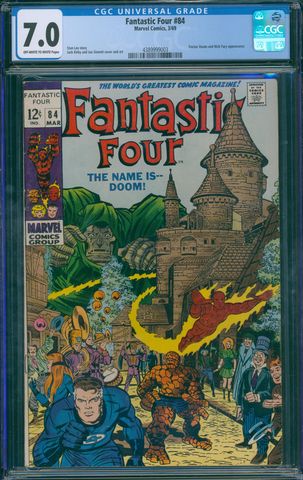 CGC UNIVERSAL GRADE
7.0
OFF-WHITE TO WHITE Pages
Fantastic Four #84
Marvel Comics, 3/69
Stan Lee story
Jack Kirby and Joe Sinnott cover and art
Doctor Doom and Nick Fury appearance
4389999003
CGC
FANTASTIC
FOUR
12¢
IND.
84
MAR
MARVEL
COMICS
GROUP
THE WORLD'S GREATEST COMIC MAGAZINE!
Fantastic
Four
THE NAME IS--
DOOM!